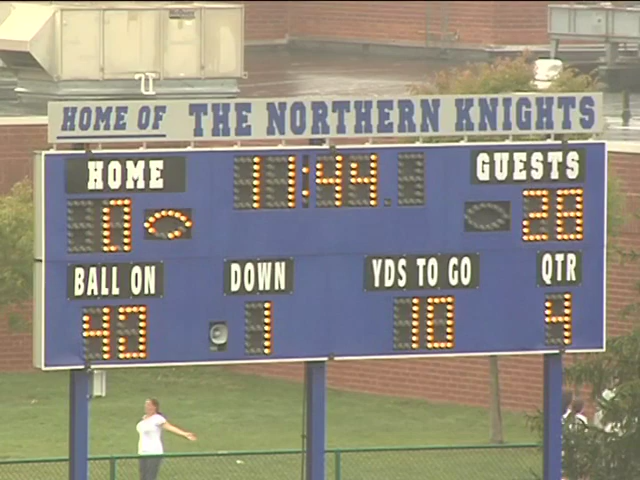 HOME OF THE NORTHERN KNIGHTS
HOME 11:44 GUESTS
0 28
BALL ON DOWN YDS TO GO QTR
40 1 10 4